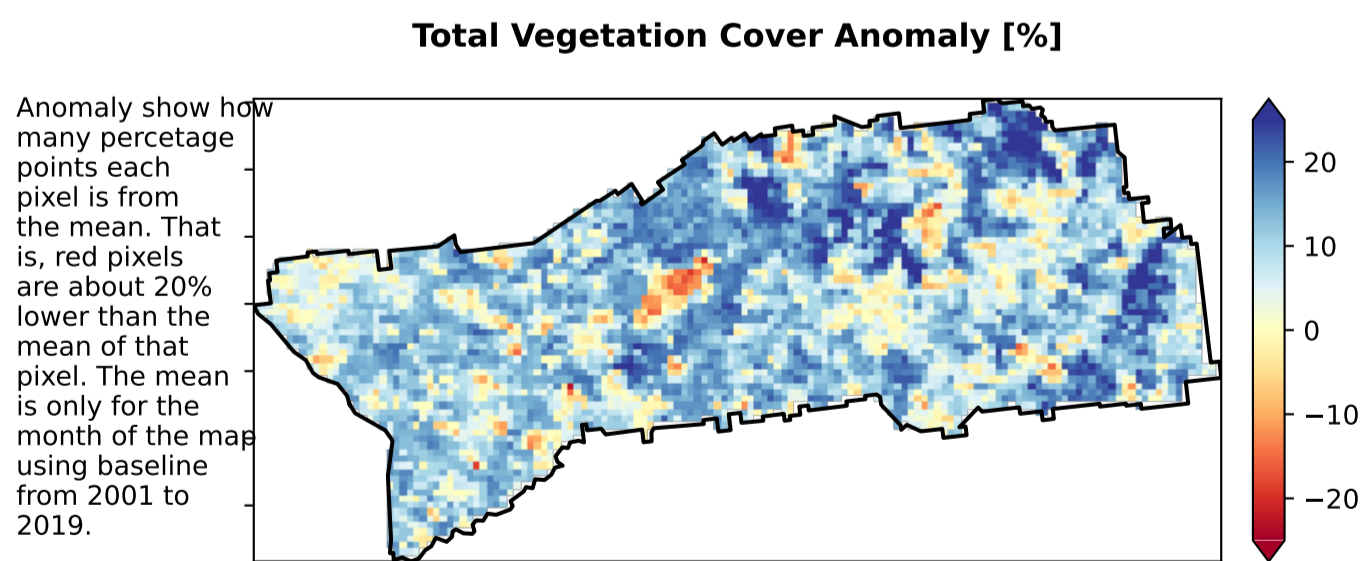 Total Vegetation Cover Anomaly [%]
Anomaly show how
many percetage
points each
pixel is from
the mean. That
is, red pixels
are about 20%
lower than the
mean of that
pixel. The mean
is only for the
month of the map
using baseline
from 2001 to
2019.
20
10
0
−10
−20